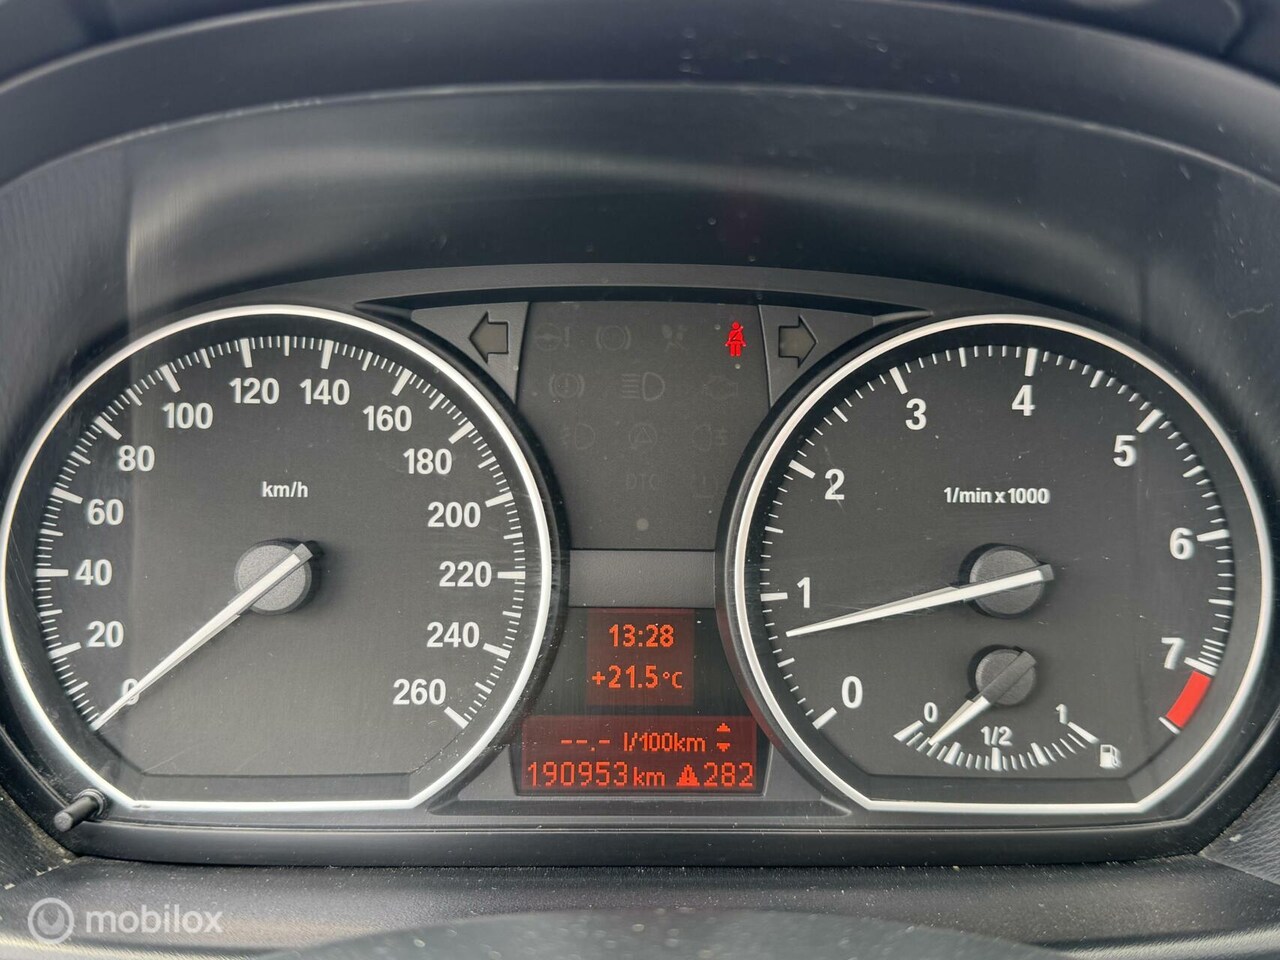 0 20 40 60 80 100 120 140 160 180 200 220 240 260
km/h
DTC
13:28
+21.5°C
--.- l/100km
190953 km 282
0 1 2 3 4 5 6 7
1/min x 1000
0 1/2 1
mobilox